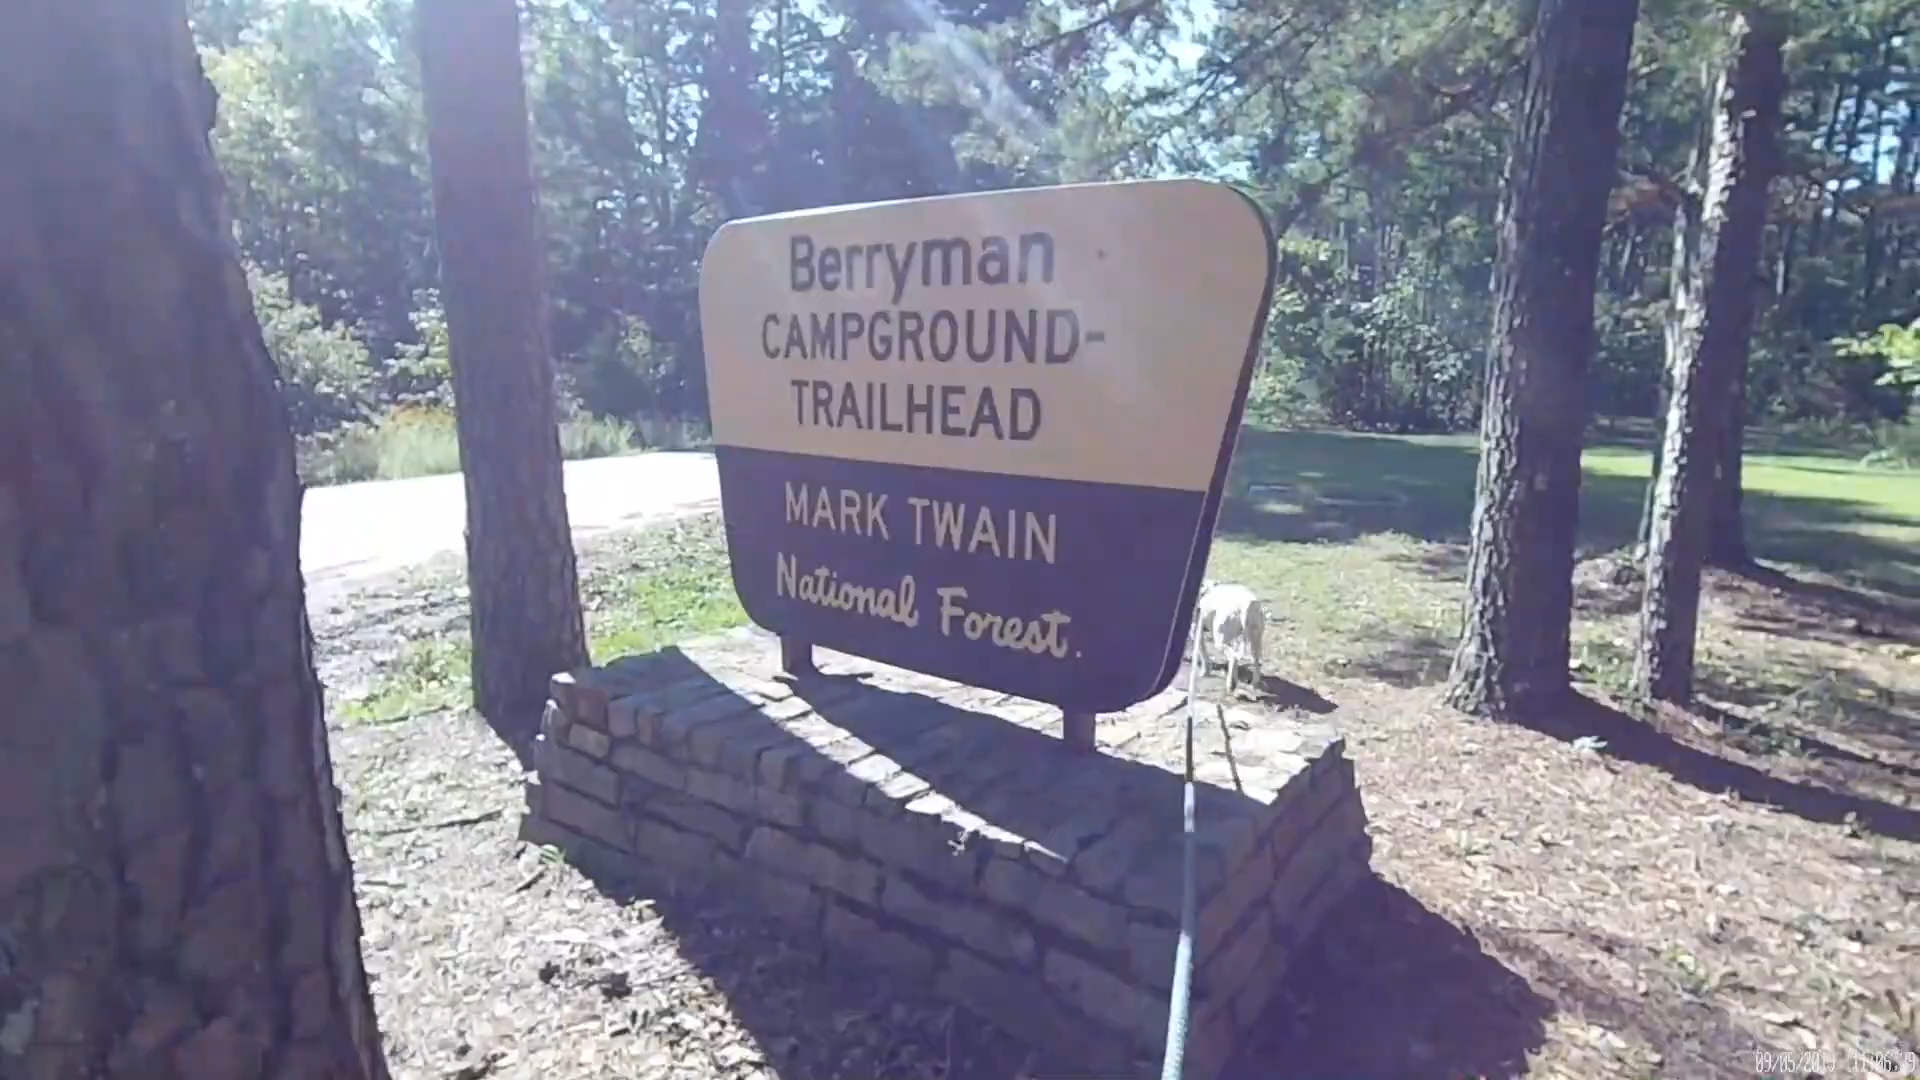 Berryman
CAMPGROUND-
TRAILHEAD
MARK TWAIN
National Forest.